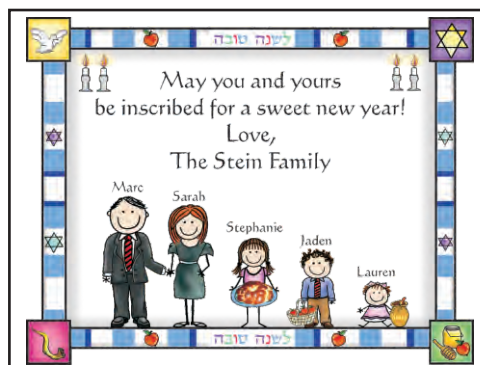 לשנה טובה
May you and yours
be inscribed for a sweet new year!
Love,
The Stein Family
Marc
Sarah
Stephanie
Jaden
Lauren
לשנה טובה